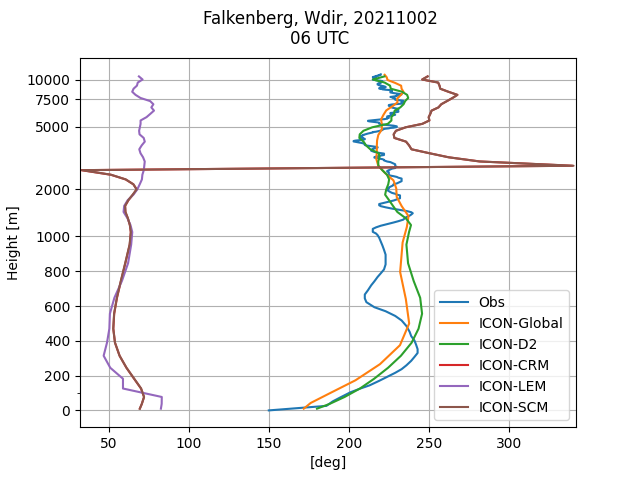 Falkenberg, Wdir, 20211002
06 UTC
10000
7500
5000
2000
1000
800
600
400
200
0
Height [m]
50
100
150
200
250
300
[deg]
Obs
ICON-Global
ICON-D2
ICON-CRM
ICON-LEM
ICON-SCM